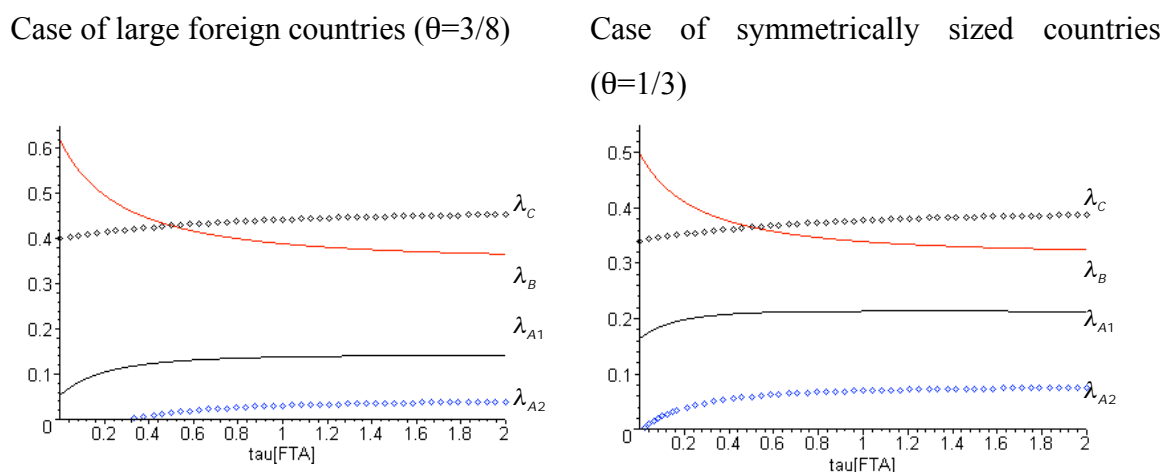 Case of large foreign countries (θ=3/8)
Case of symmetrically sized countries
(θ=1/3)
0.6
0.5
0.4
0.3
0.2
0.1
0
0.2 0.4 0.6 0.8 1 1.2 1.4 1.6 1.8 2
tau[FTA]
λC
λB
λA1
λA2
0.5
0.4
0.3
0.2
0.1
0
0.2 0.4 0.6 0.8 1 1.2 1.4 1.6 1.8 2
tau[FTA]
λC
λB
λA1
λA2